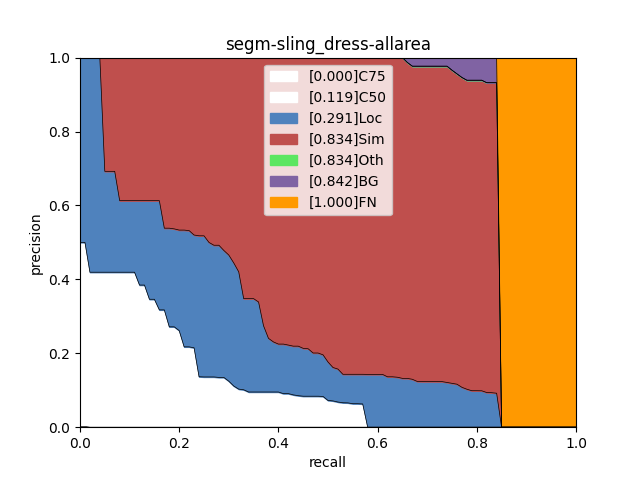 segm-sling_dress-allarea
[0.000]C75
[0.119]C50
[0.291]Loc
[0.834]Sim
[0.834]Oth
[0.842]BG
[1.000]FN
precision
1.0
0.8
0.6
0.4
0.2
0.0
0.0 0.2 0.4 0.6 0.8 1.0
recall